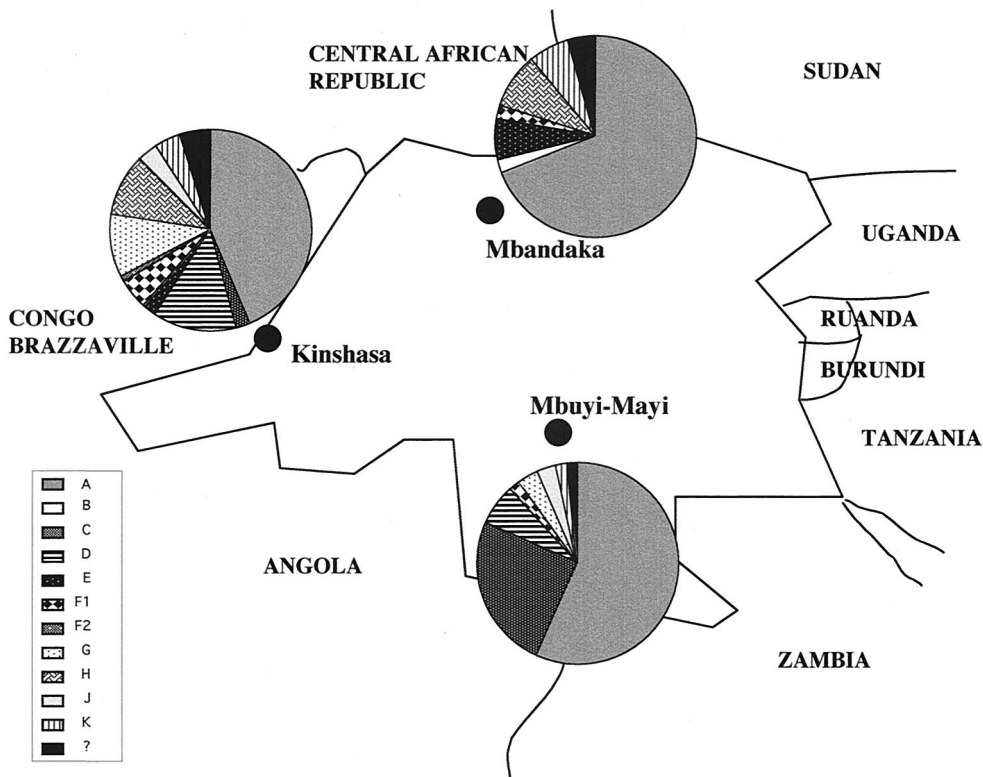 CENTRAL AFRICAN
REPUBLIC
SUDAN
UGANDA
Mbandaka
CONGO
BRAZZAVILLE
RUANDA
Kinshasa
BURUNDI
Mbuyi-Mayi
TANZANIA
ANGOLA
ZAMBIA
A
B
C
D
E
F1
F2
G
H
J
K
?